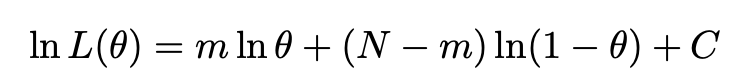 ln L(θ) = m ln θ + (N − m) ln(1 − θ) + C